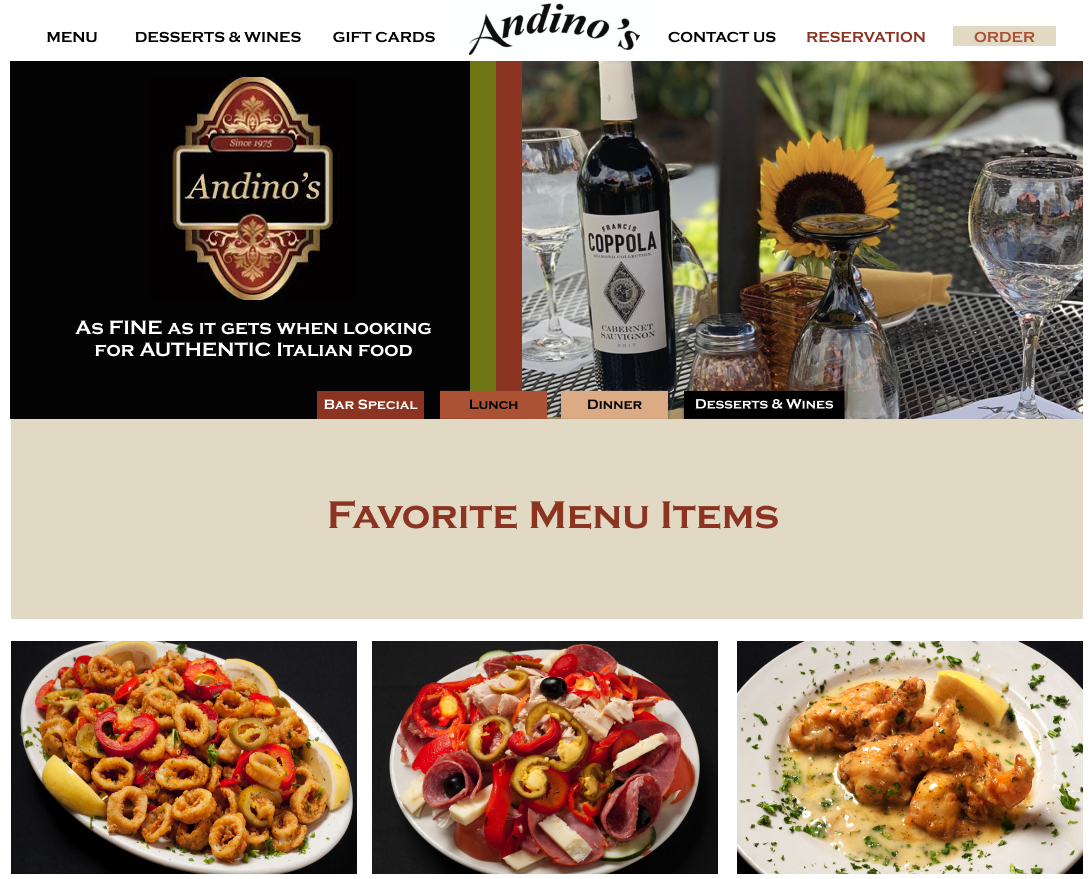 MENU
DESSERTS & WINES
GIFT CARDS
Andino's
CONTACT US
RESERVATION
ORDER
Since 1975
Andino's
As FINE as it gets when looking
for AUTHENTIC Italian food
FRANCIS
COPPOLA
DIAMOND COLLECTION
CABERNET
SAUVIGNON
2017
Bar Special
Lunch
Dinner
Desserts & Wines
Favorite Menu Items